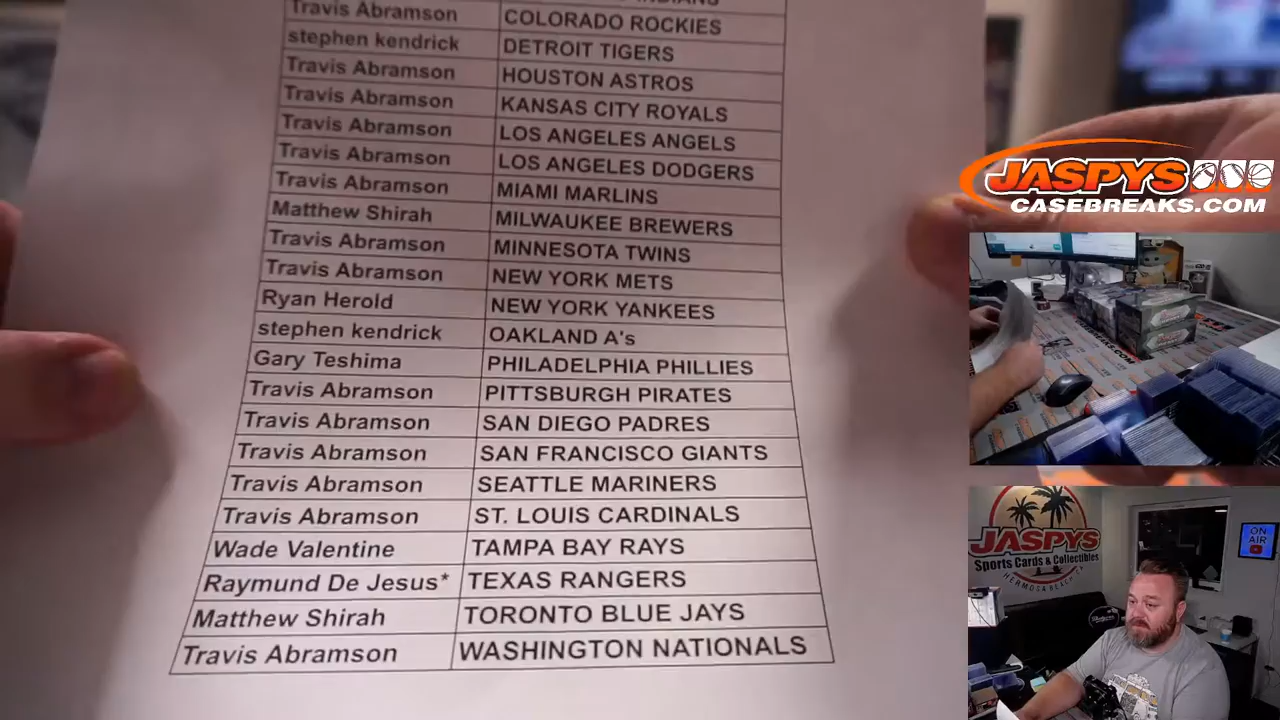 INDIANS
Travis Abramson COLORADO ROCKIES
stephen kendrick DETROIT TIGERS
Travis Abramson HOUSTON ASTROS
Travis Abramson KANSAS CITY ROYALS
Travis Abramson LOS ANGELES ANGELS
Travis Abramson LOS ANGELES DODGERS
Travis Abramson MIAMI MARLINS
Matthew Shirah MILWAUKEE BREWERS
Travis Abramson MINNESOTA TWINS
Travis Abramson NEW YORK METS
Ryan Herold NEW YORK YANKEES
stephen kendrick OAKLAND A's
Gary Teshima PHILADELPHIA PHILLIES
Travis Abramson PITTSBURGH PIRATES
Travis Abramson SAN DIEGO PADRES
Travis Abramson SAN FRANCISCO GIANTS
Travis Abramson SEATTLE MARINERS
Travis Abramson ST. LOUIS CARDINALS
Wade Valentine TAMPA BAY RAYS
Raymund De Jesus* TEXAS RANGERS
Matthew Shirah TORONTO BLUE JAYS
Travis Abramson WASHINGTON NATIONALS
JASPYS
CASEBREAKS.COM
JASPYS
Sports Cards & Collectibles
HERMOSA BEACH, CA
ON
AIR